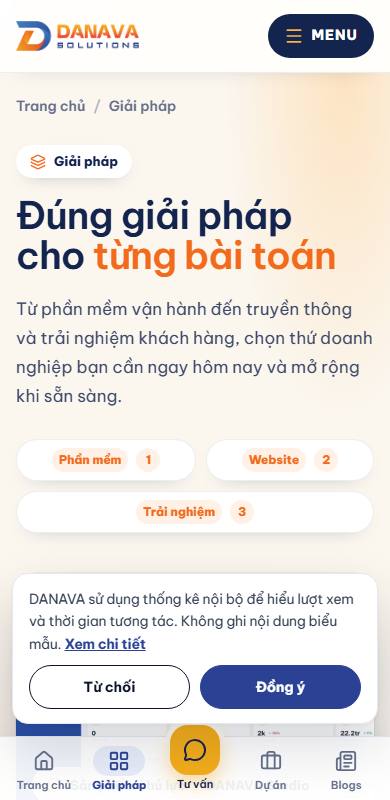 DANAVA
SOLUTIONS
MENU
Trang chủ / Giải pháp
Giải pháp
Đúng giải pháp
cho từng bài toán
Từ phần mềm vận hành đến truyền thông
và trải nghiệm khách hàng, chọn thứ doanh
nghiệp bạn cần ngay hôm nay và mở rộng
khi sẵn sàng.
Phần mềm 1
Website 2
Trải nghiệm 3
DANAVA sử dụng thống kê nội bộ để hiểu lượt xem
và thời gian tương tác. Không ghi nội dung biểu
mẫu. Xem chi tiết
Từ chối
Đồng ý
0
0
2k
22.2tr
Trang chủ
Giải pháp
Tư vấn
Dự án
Blogs